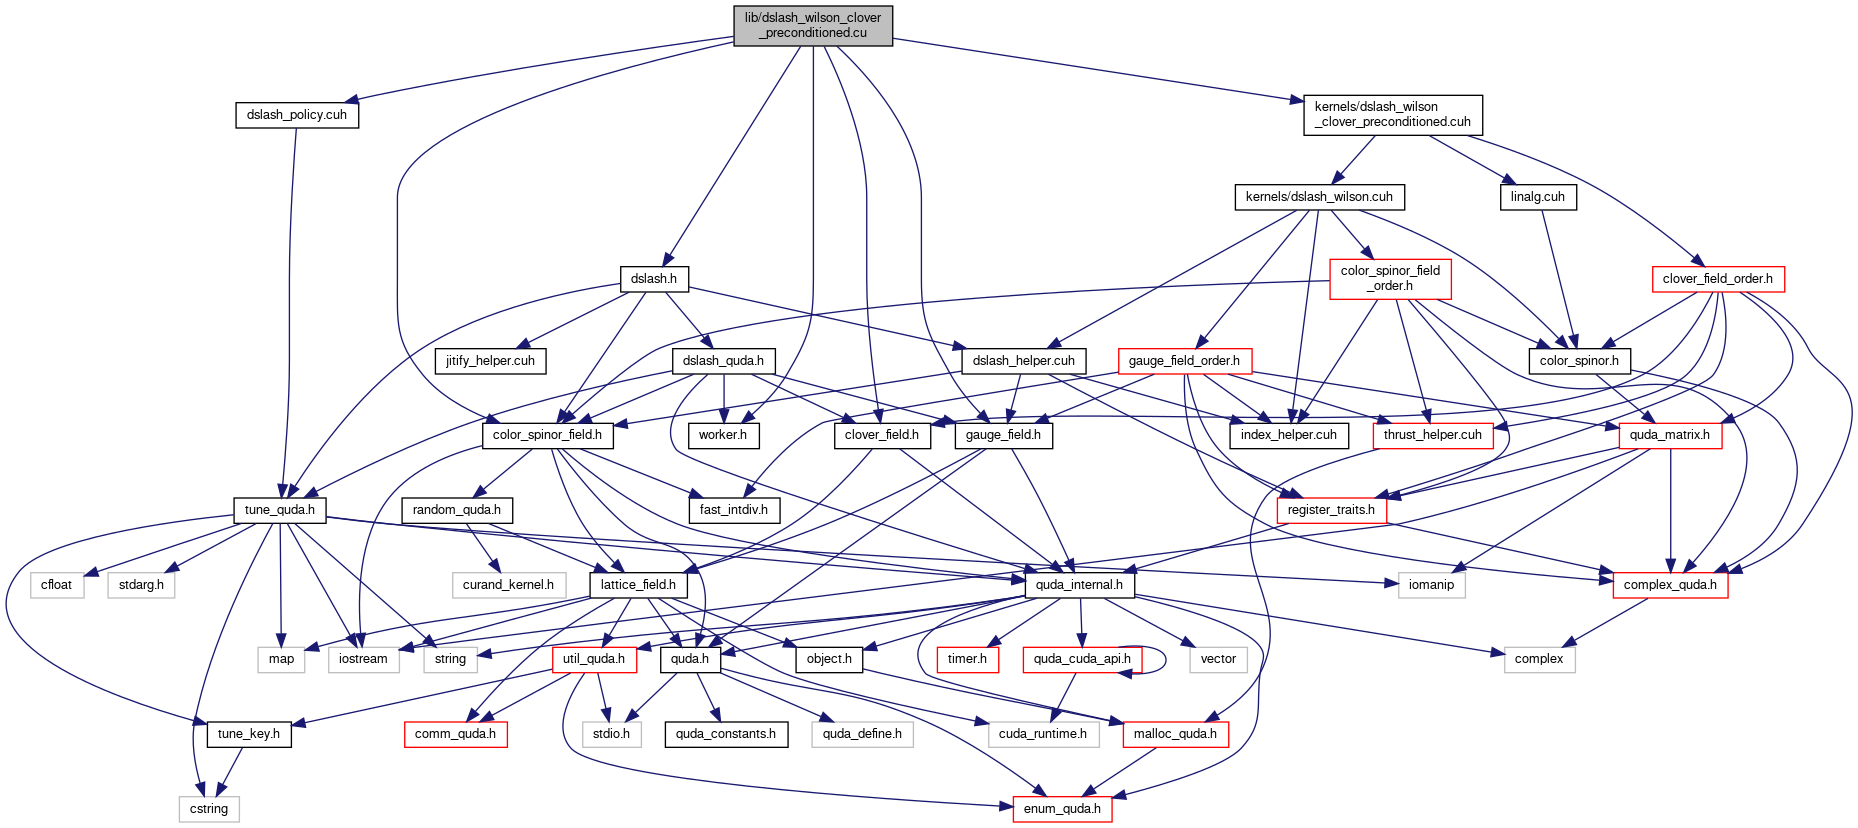 lib/dslash_wilson_clover
_preconditioned.cu
dslash_policy.cuh
kernels/dslash_wilson
_clover_preconditioned.cuh
kernels/dslash_wilson.cuh
linalg.cuh
dslash.h
color_spinor_field
_order.h
clover_field_order.h
jitify_helper.cuh
dslash_quda.h
dslash_helper.cuh
gauge_field_order.h
color_spinor.h
color_spinor_field.h
worker.h
clover_field.h
gauge_field.h
index_helper.cuh
thrust_helper.cuh
quda_matrix.h
tune_quda.h
random_quda.h
fast_intdiv.h
register_traits.h
cfloat
stdarg.h
curand_kernel.h
lattice_field.h
quda_internal.h
iomanip
complex_quda.h
map
iostream
string
util_quda.h
quda.h
object.h
timer.h
quda_cuda_api.h
vector
complex
tune_key.h
comm_quda.h
stdio.h
quda_constants.h
quda_define.h
cuda_runtime.h
malloc_quda.h
cstring
enum_quda.h